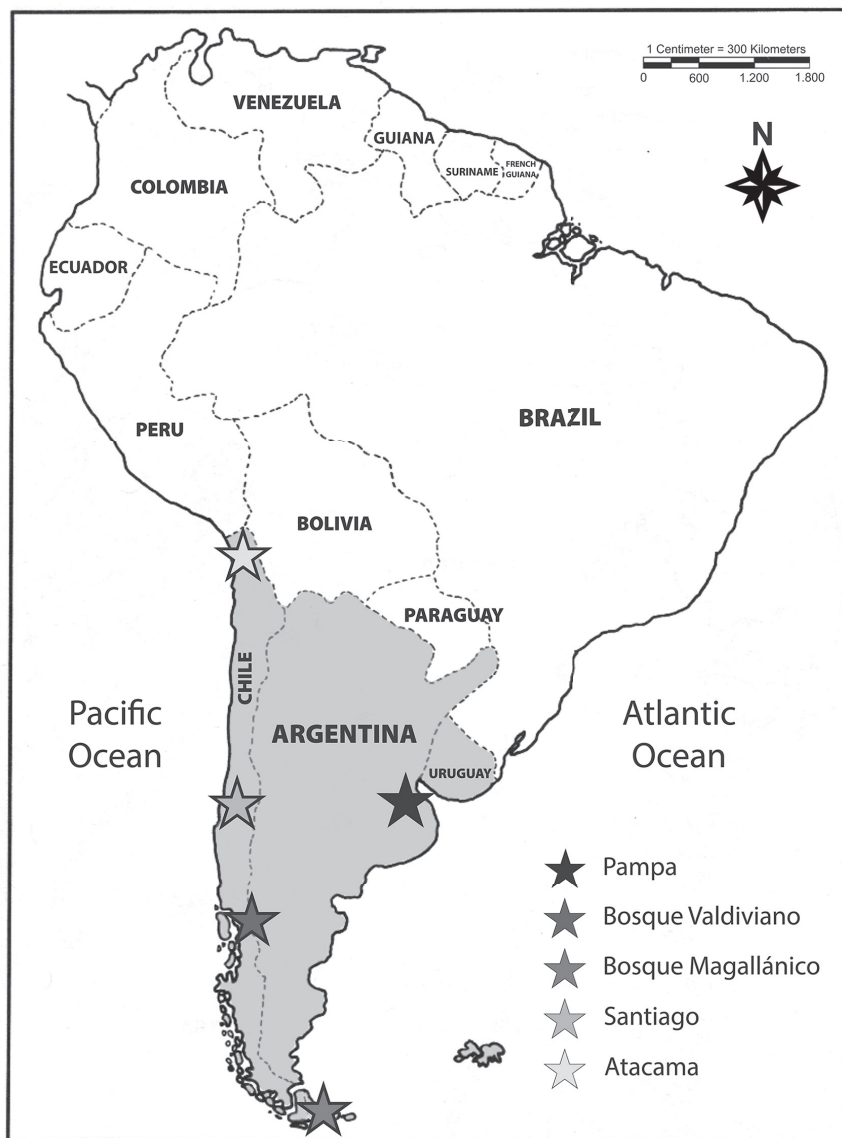 1 Centimeter = 300 Kilometers
0 600 1.200 1.800
N
VENEZUELA
GUIANA
SURINAME
FRENCH
GUIANA
COLOMBIA
ECUADOR
PERU
BRAZIL
BOLIVIA
PARAGUAY
CHILE
Pacific
Ocean
ARGENTINA
Atlantic
Ocean
URUGUAY
Pampa
Bosque Valdiviano
Bosque Magallánico
Santiago
Atacama